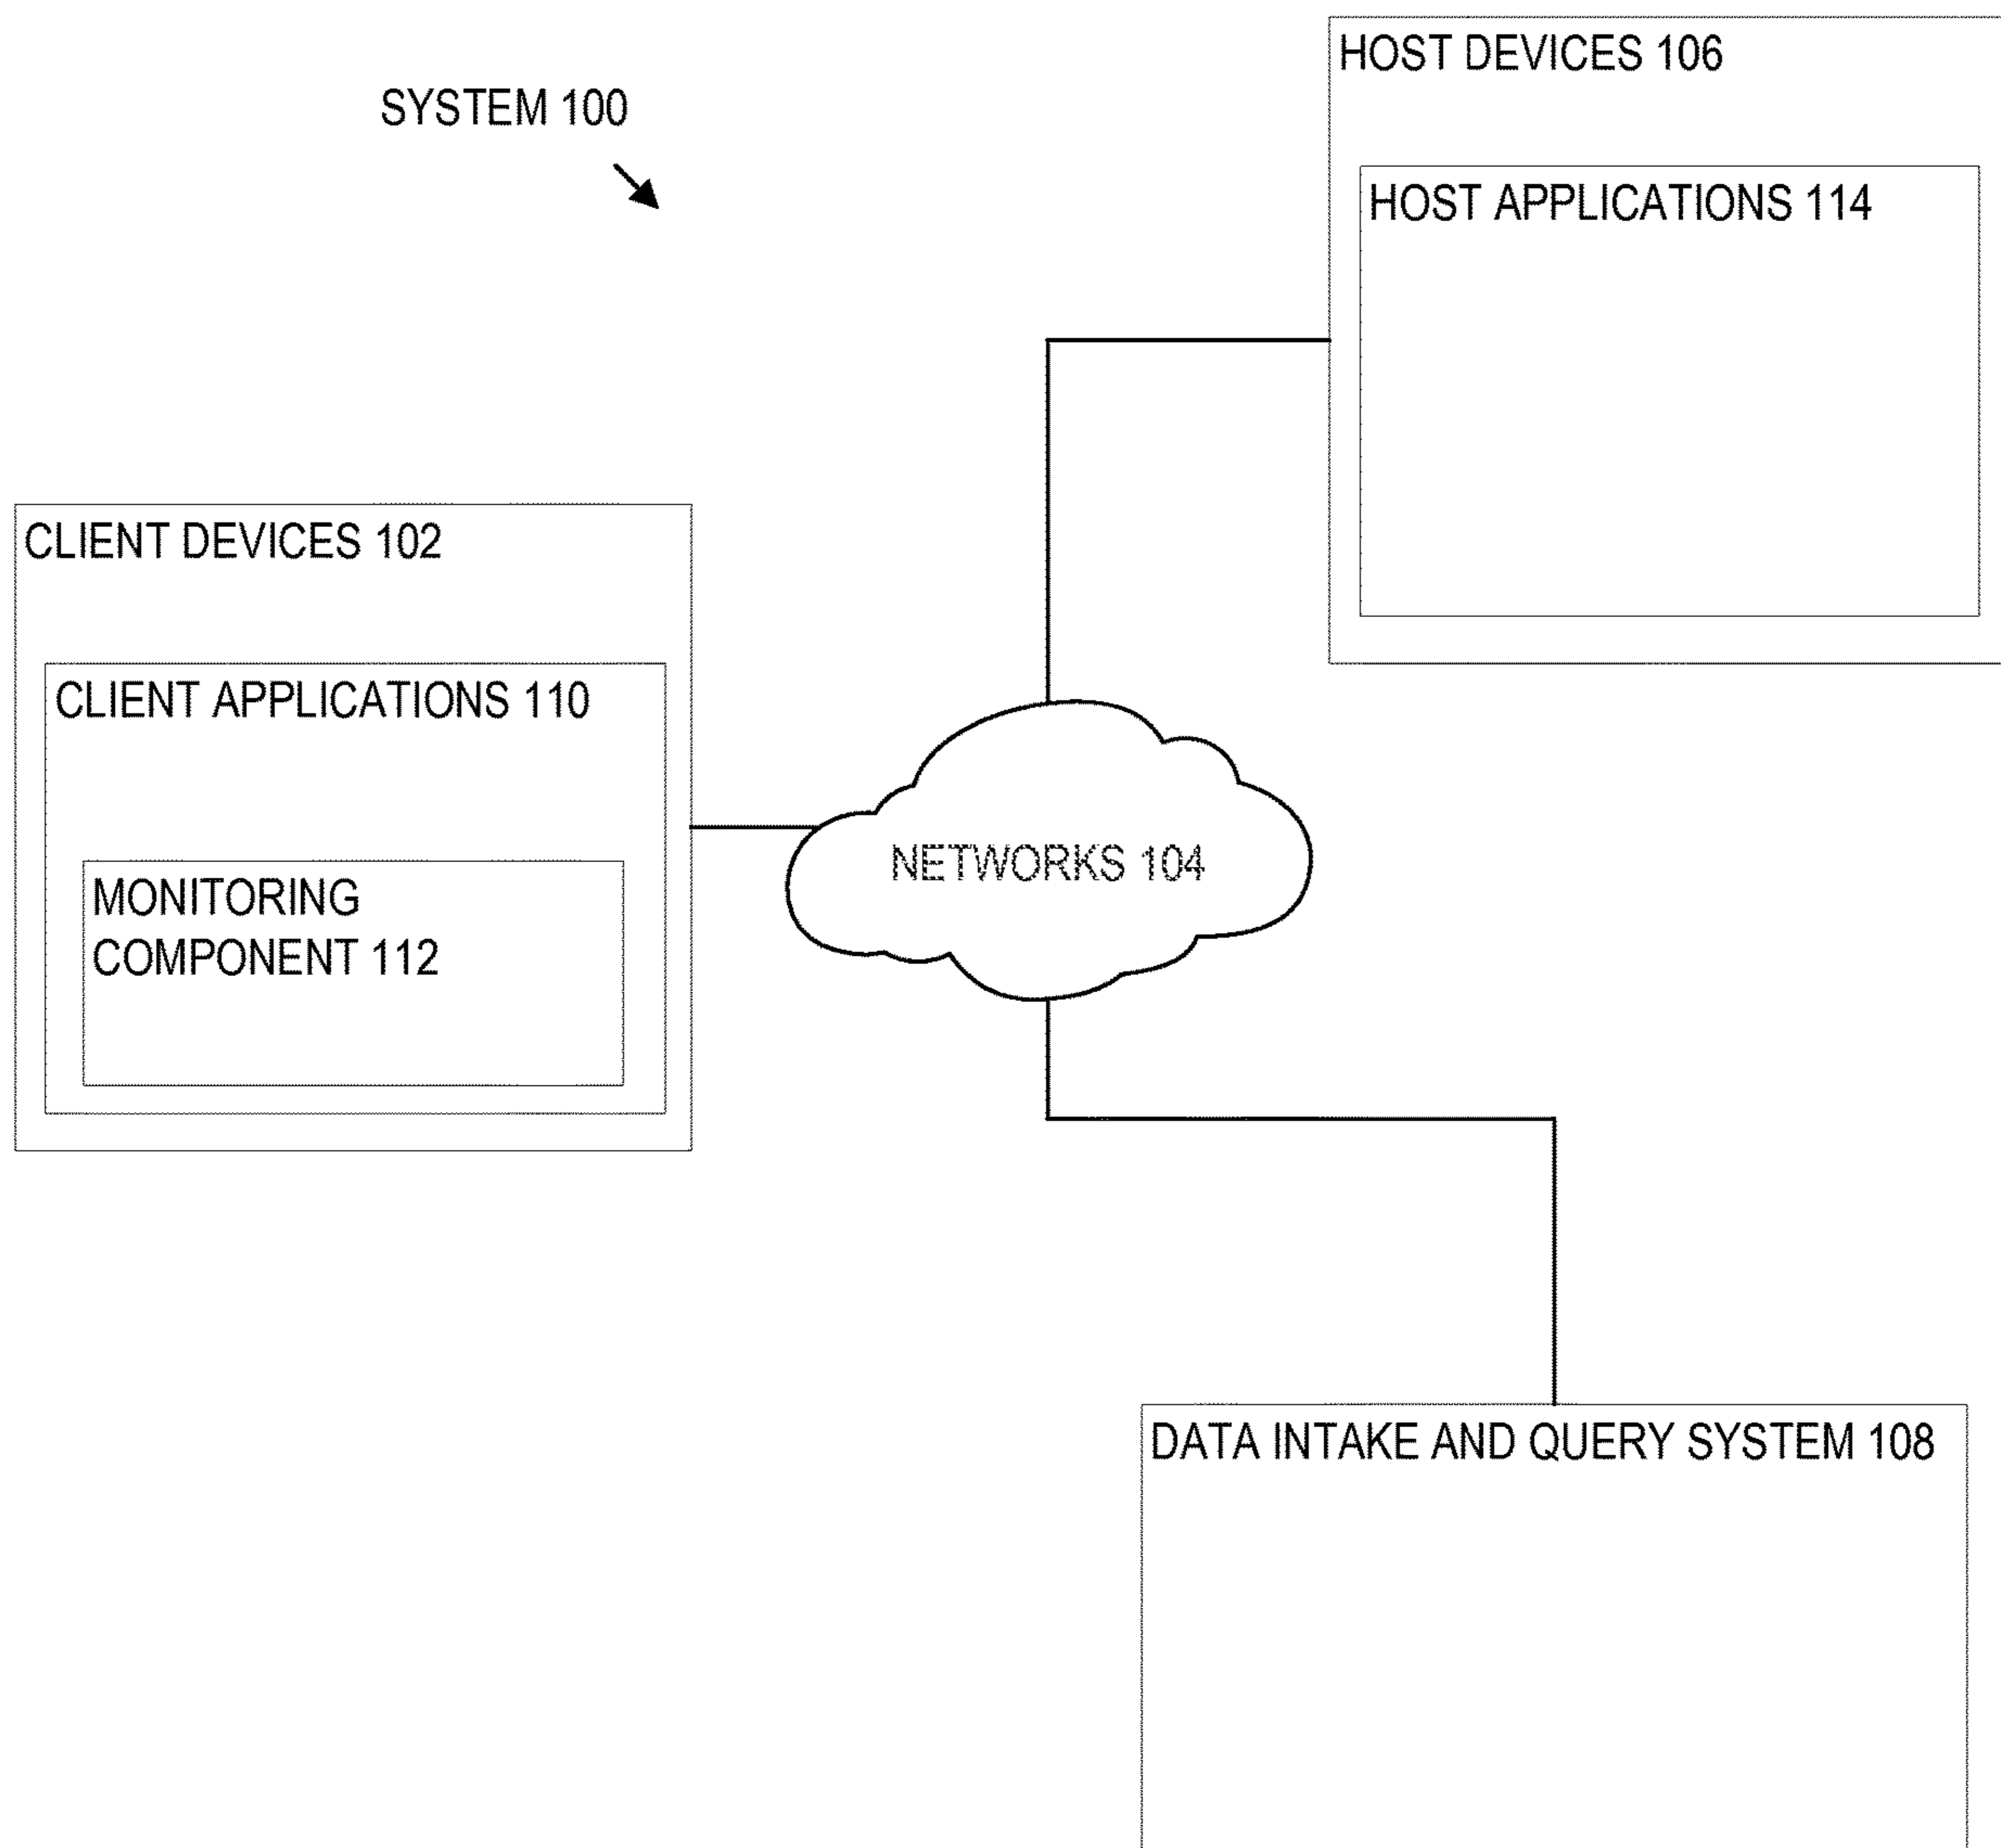 SYSTEM 100
HOST DEVICES 106
HOST APPLICATIONS 114
CLIENT DEVICES 102
CLIENT APPLICATIONS 110
MONITORING
COMPONENT 112
NETWORKS 104
DATA INTAKE AND QUERY SYSTEM 108